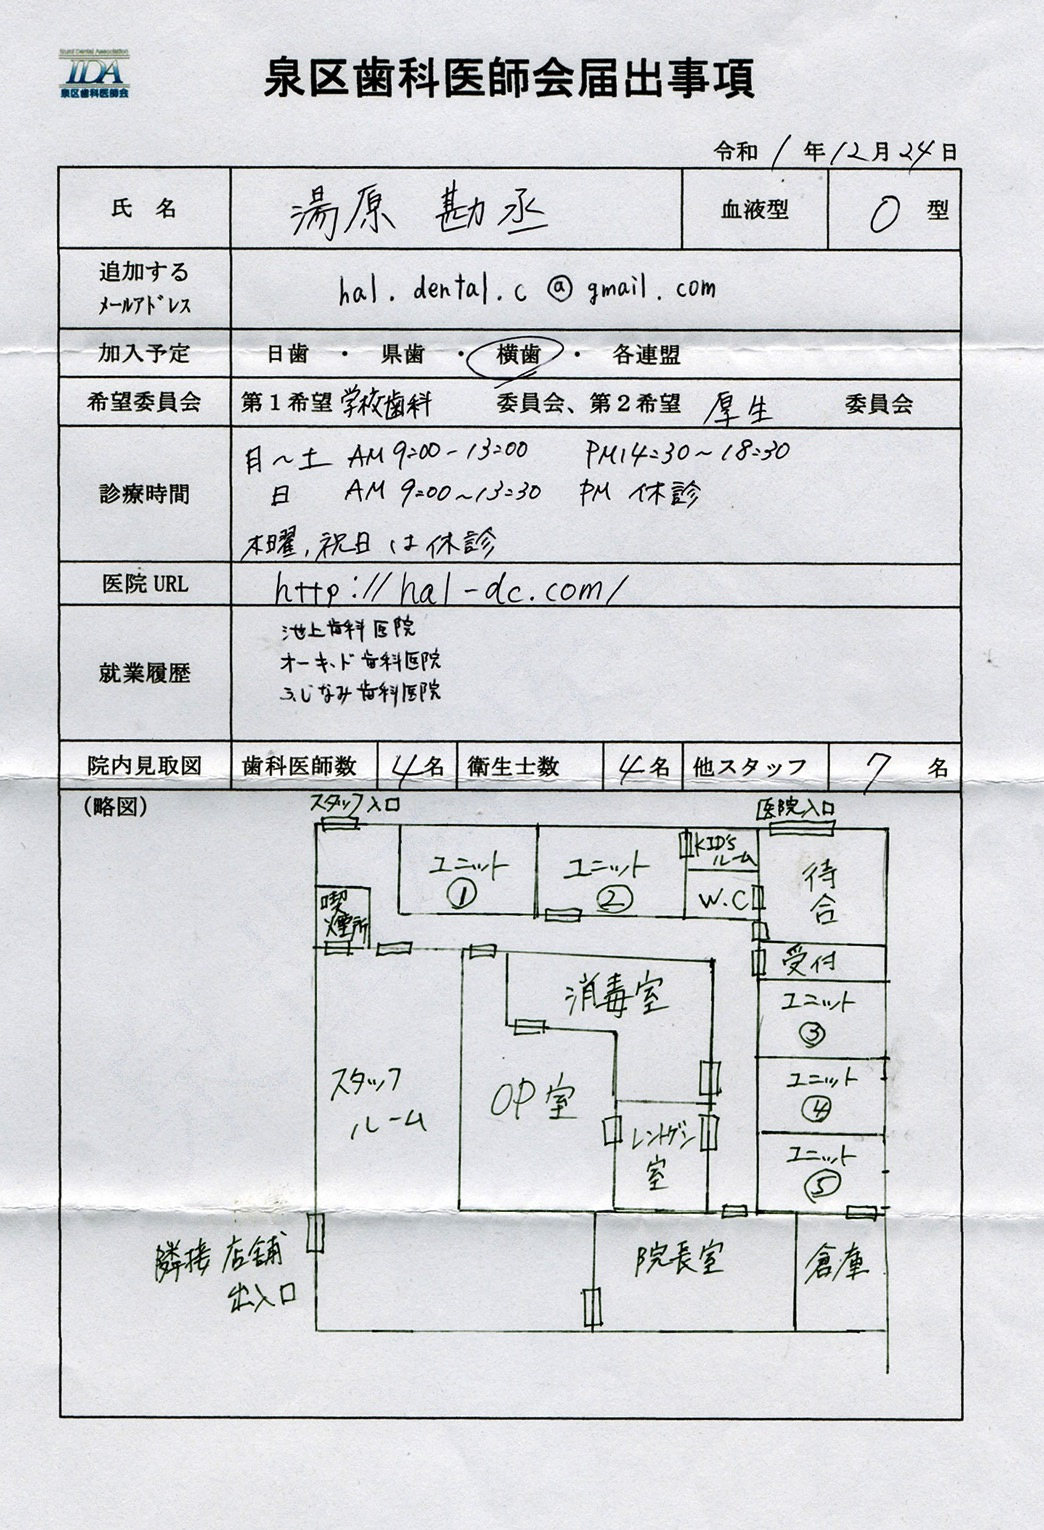 Izumi Dental Association
IDA
泉区歯科医師会
泉区歯科医師会届出事項
令和 1 年 12 月 24 日
氏 名 湯原 勘丞 血液型 O 型
追加する
メールアドレス
hal.dental.c@gmail.com
加入予定 日歯 ・ 県歯 ・ 横歯 ・ 各連盟
希望委員会 第1希望 学校歯科 委員会、第2希望 厚生 委員会
診療時間
月～土 AM 9:00-13:00 PM14:30～18:30
日 AM 9:00～13:30 PM 休診
木曜,祝日は休診
医院 URL http://hal-dc.com/
就業履歴
池上歯科医院
オーキッド歯科医院
ふじなみ歯科医院
院内見取図 歯科医師数 4名 衛生士数 4名 他スタッフ 7 名
(略図)
スタッフ入口
医院入口
ユニット
①
ユニット
②
KID's
ルーム
W.C
待合
喫煙所
受付
消毒室
ユニット
③
スタッフ
ルーム
OP室
ユニット
④
レントゲン
室
ユニット
⑤
隣接店舗
出入口
院長室
倉庫